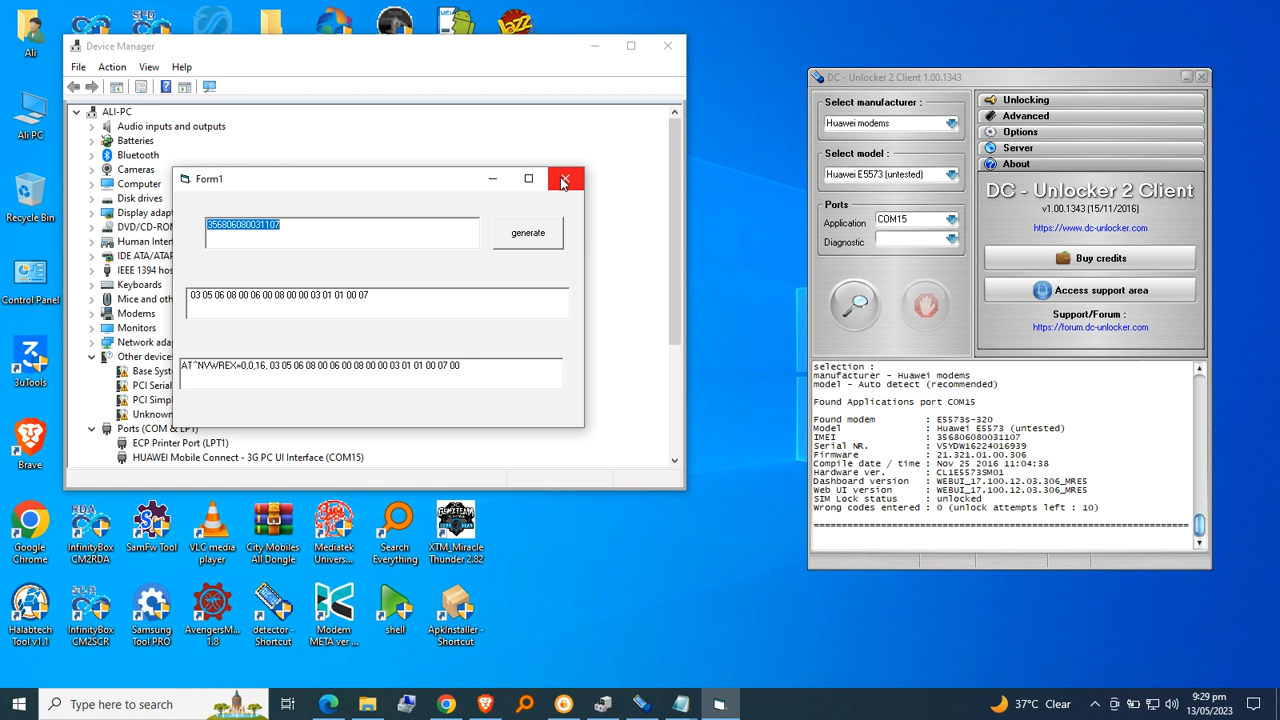 Ali
Ali PC
Recycle Bin
Control Panel
3uTools
Brave
Google
Chrome
Halabtech
Tool v1.1
InfinityBox
CM2RDA
InfinityBox
CM2SCR
SamFw Tool
Samsung
Tool PRO
VLC media
player
AvengersM...
1.8
City Mobiles
All Dongle
detector -
Shortcut
Mediatek
Univers...
Modem
META ver ...
Search
Everything
shell
XTM_Miracle
Thunder 2.82
ApkInstaller -
Shortcut
Device Manager
File Action View Help
ALI-PC
Audio inputs and outputs
Batteries
Bluetooth
Cameras
Computer
Disk drives
Display adap
DVD/CD-RO
Human Inte
IDE ATA/ATAP
IEEE 1394 hos
Keyboards
Mice and oth
Modems
Monitors
Network ada
Other device
Base Syst
PCI Serial
PCI Simp
Unknown
Ports (COM & LPT)
ECP Printer Port (LPT1)
HUAWEI Mobile Connect - 3G PC UI Interface (COM15)
Form1
356806080031107
generate
03 05 06 08 00 06 00 08 00 00 03 01 01 00 07
AT^NVWREX=0,0,16, 03 05 06 08 00 06 00 08 00 00 03 01 01 00 07 00
DC - Unlocker 2 Client 1.00.1343
Select manufacturer :
Huawei modems
Select model :
Huawei E5573 (untested)
Ports
Application COM15
Diagnostic
Unlocking
Advanced
Options
Server
About
DC - Unlocker 2 Client
v1.00.1343 (15/11/2016)
https://www.dc-unlocker.com
Buy credits
Access support area
Support/Forum :
https://forum.dc-unlocker.com
selection :
manufacturer - Huawei modems
model - Auto detect (recommended)
Found Applications port COM15
Found modem : E5573s-320
Model : Huawei E5573 (untested)
IMEI : 356806080031107
Serial NR. : V5YDW16224016939
Firmware : 21.321.01.00.306
Compile date / time : Nov 25 2016 11:04:38
Hardware ver. : CL1E5573SM01
Dashboard version : WEBUI_17.100.12.03.306_MRE5
Web UI version : WEBUI_17.100.12.03.306_MRE5
SIM Lock status : unlocked
Wrong codes entered : 0 (unlock attempts left : 10)
===============================================================
Type here to search
37°C Clear
9:29 pm
13/05/2023